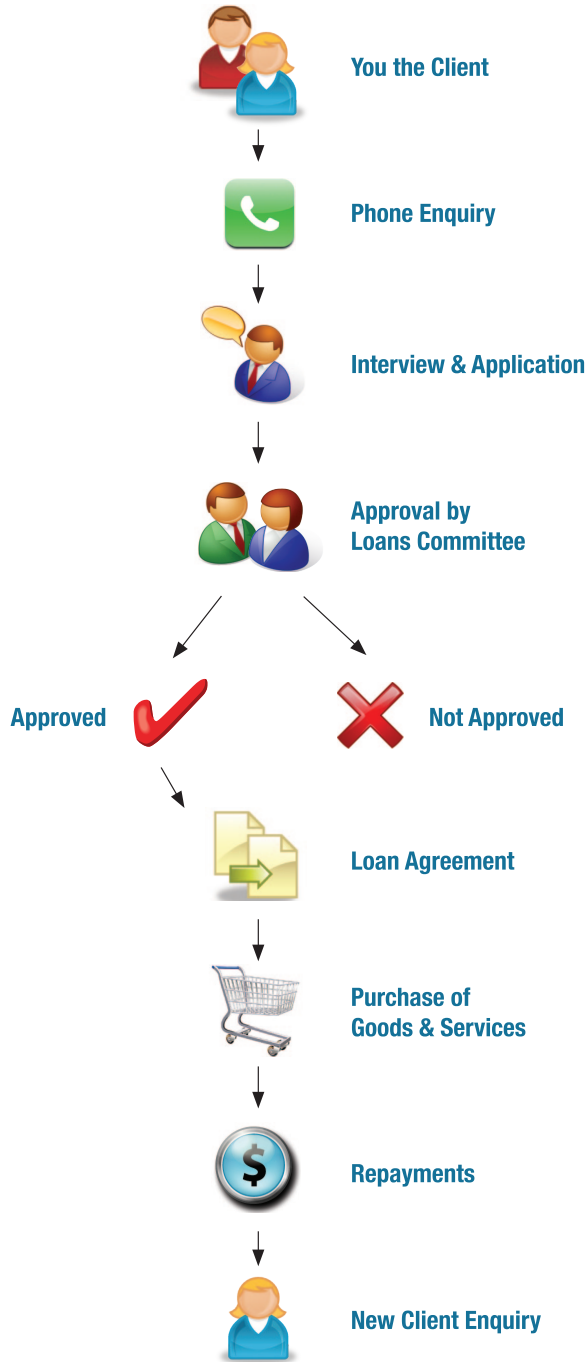 You the Client
Phone Enquiry
Interview & Application
Approval by
Loans Committee
Approved
Not Approved
Loan Agreement
Purchase of
Goods & Services
$
Repayments
New Client Enquiry